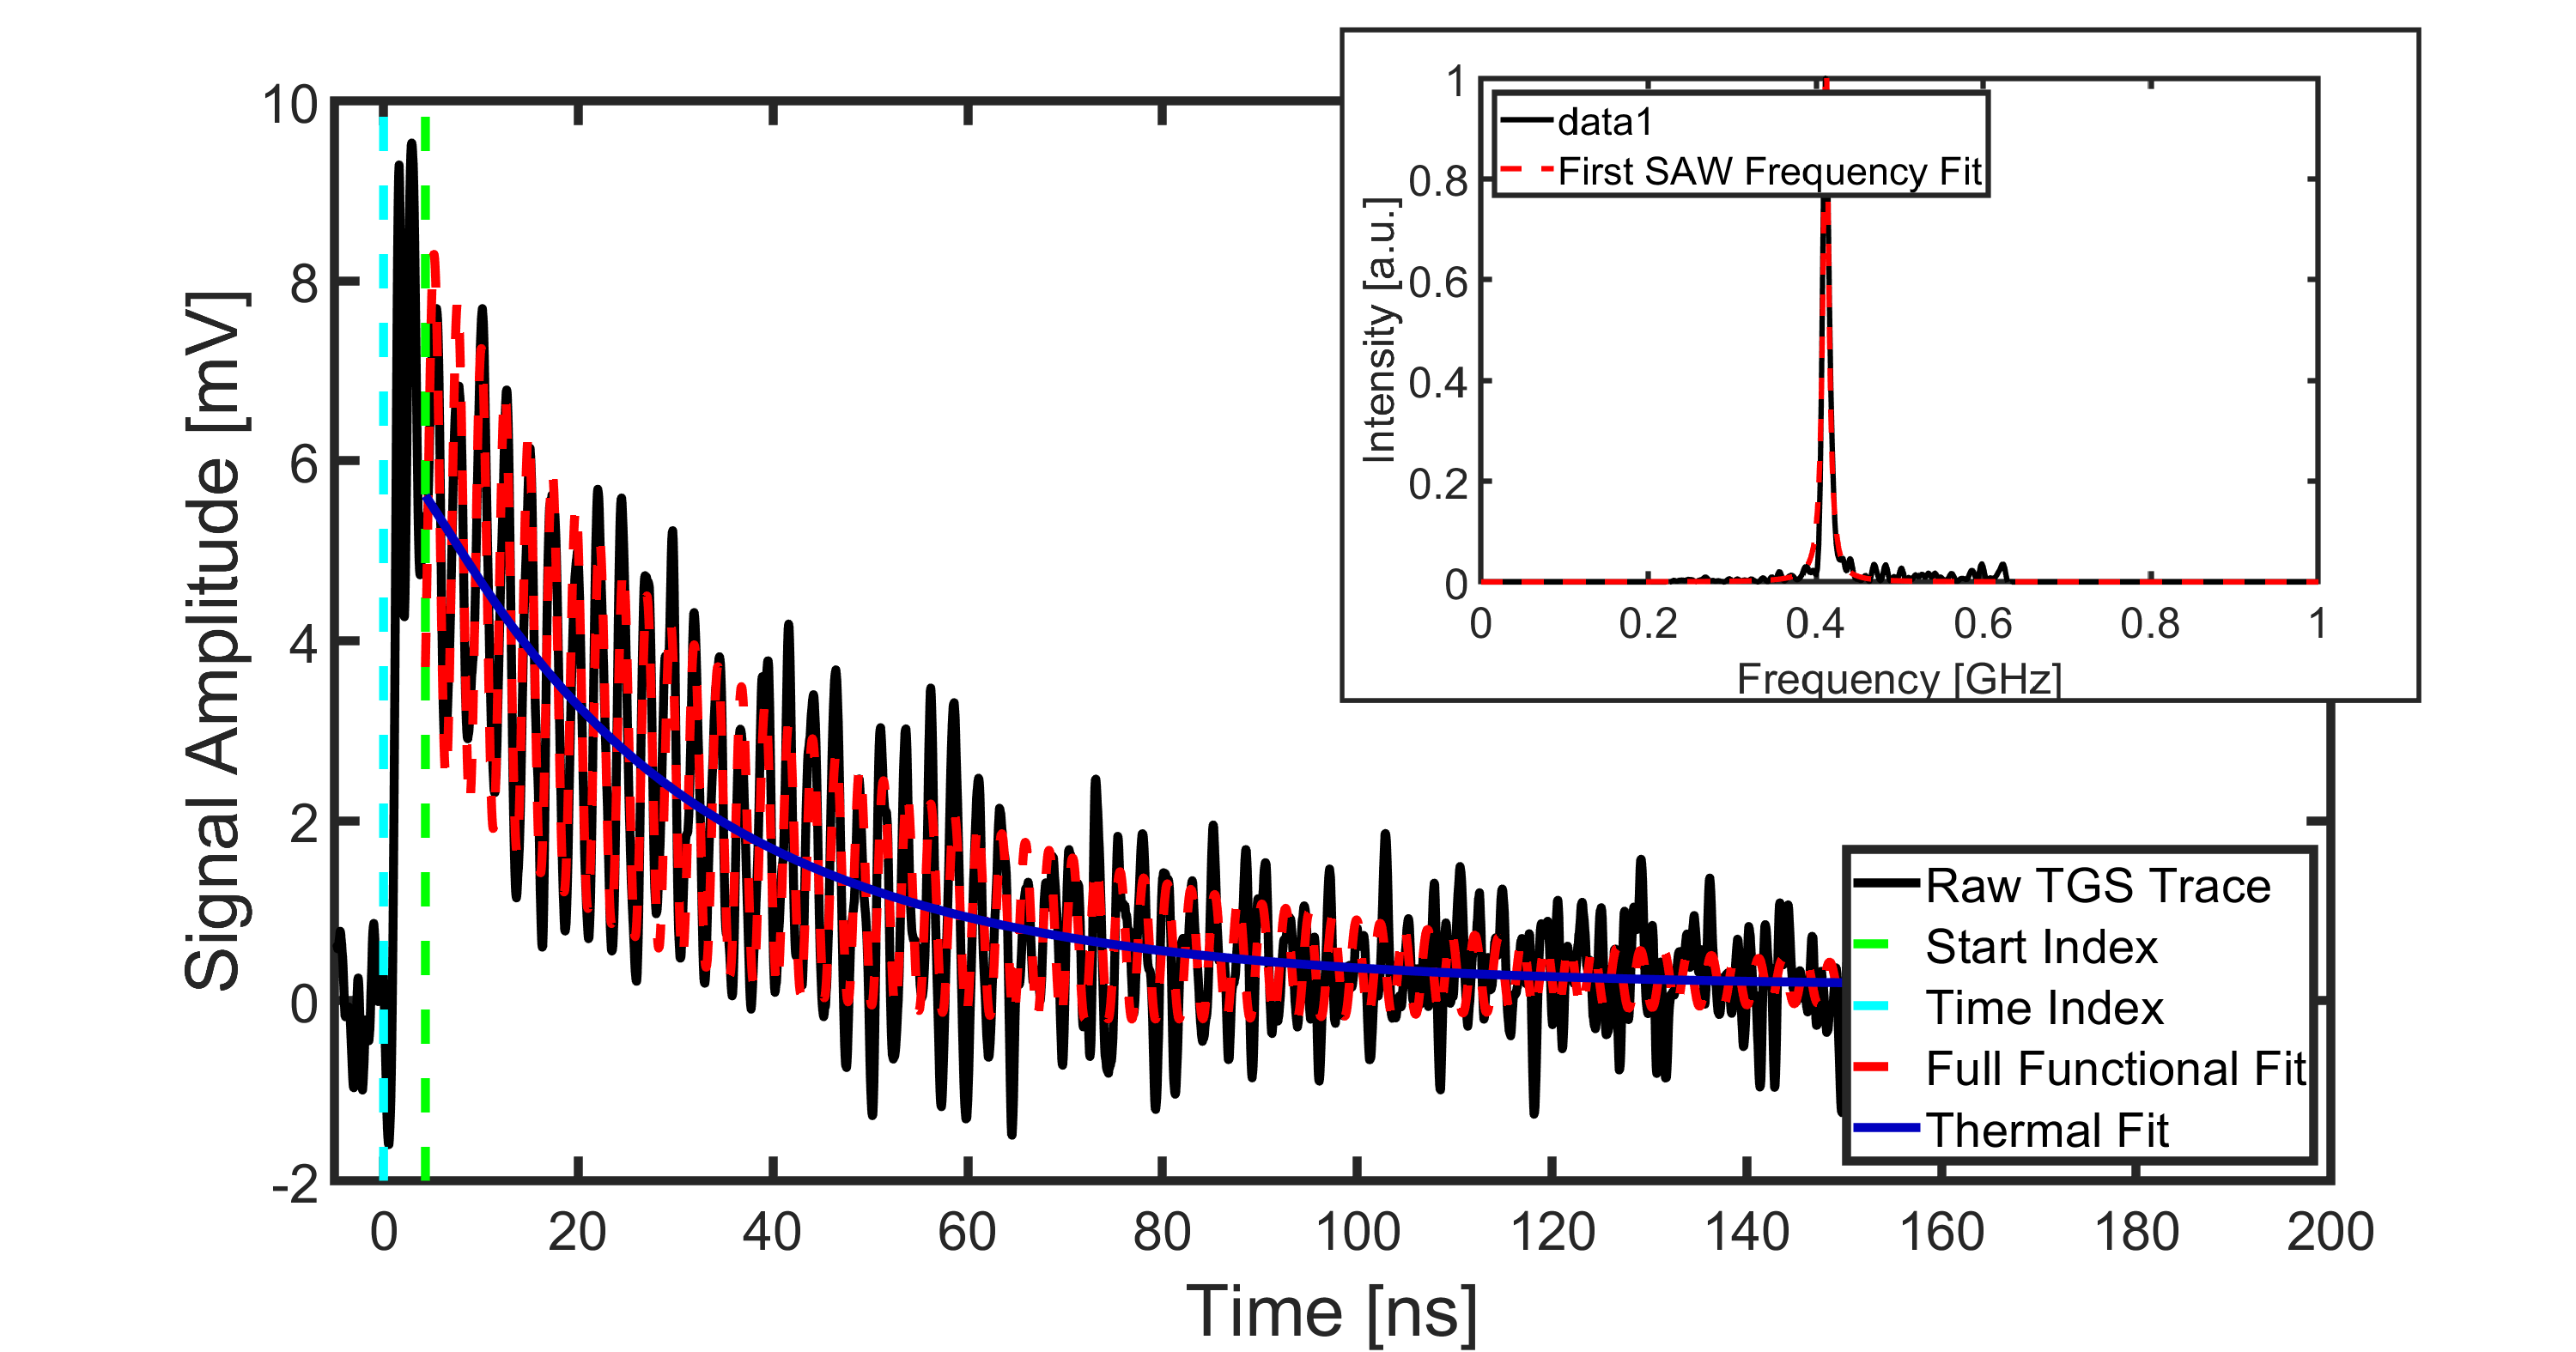 Signal Amplitude [mV]
10
8
6
4
2
0
-2
0 20 40 60 80 100 120 140 160 180 200
Time [ns]
Raw TGS Trace
Start Index
Time Index
Full Functional Fit
Thermal Fit
Intensity [a.u.]
1
0.8
0.6
0.4
0.2
0
0 0.2 0.4 0.6 0.8 1
Frequency [GHz]
data1
First SAW Frequency Fit